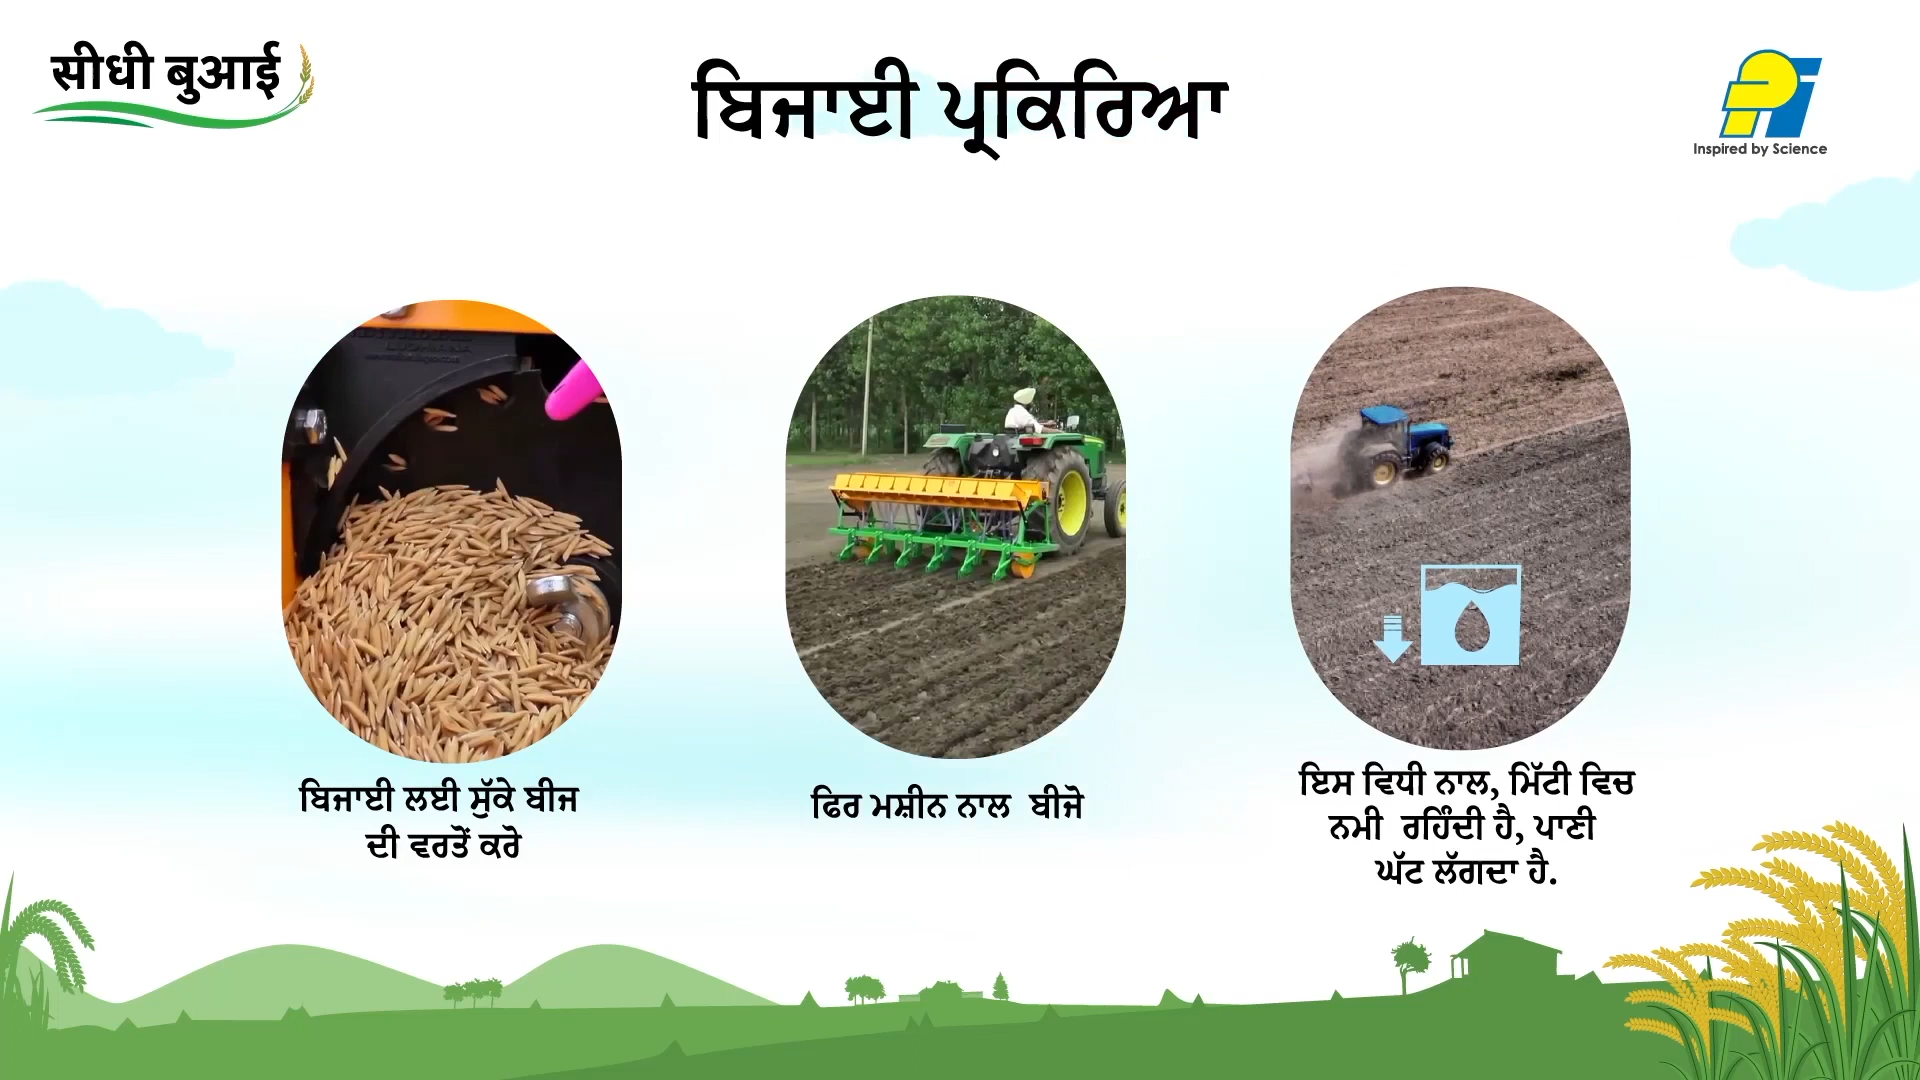 सीधी बुआई
ਬਿਜਾਈ ਪ੍ਰਕਿਰਿਆ
Inspired by Science
ਬਿਜਾਈ ਲਈ ਸੁੱਕੇ ਬੀਜ
ਦੀ ਵਰਤੋਂ ਕਰੋ
ਫਿਰ ਮਸ਼ੀਨ ਨਾਲ ਬੀਜੋ
ਇਸ ਵਿਧੀ ਨਾਲ, ਮਿੱਟੀ ਵਿਚ
ਨਮੀ ਰਹਿੰਦੀ ਹੈ, ਪਾਣੀ
ਘੱਟ ਲੱਗਦਾ ਹੈ.